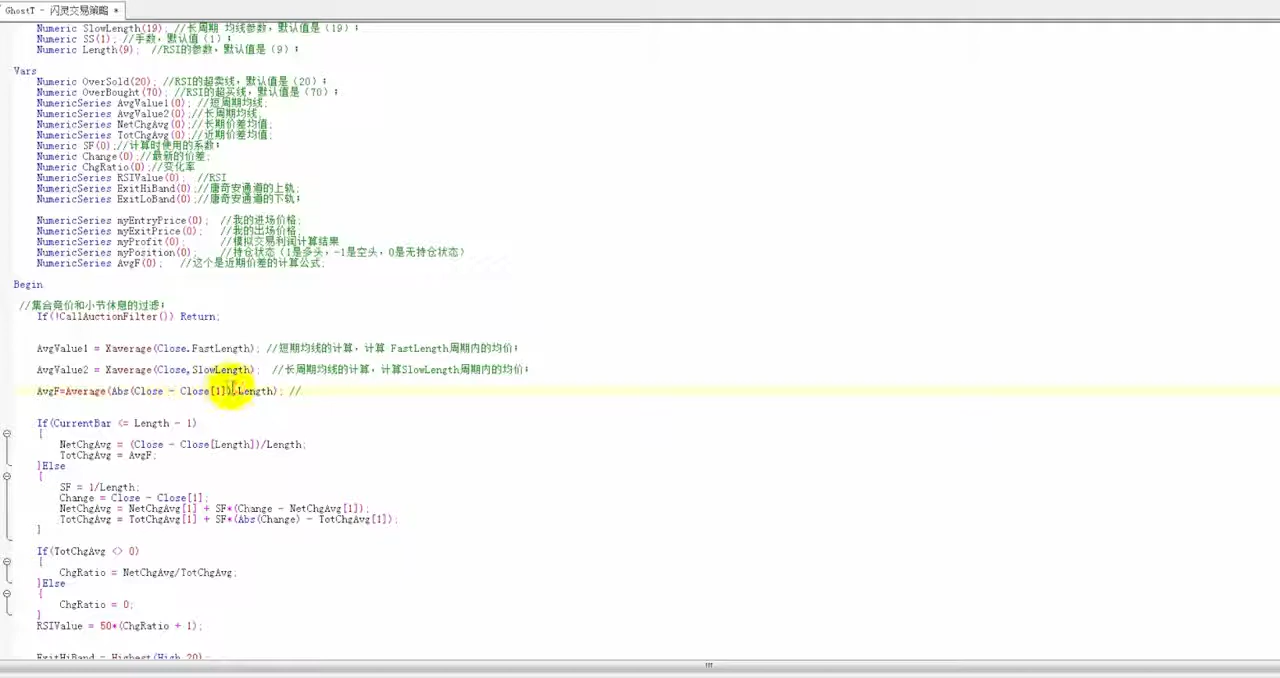 GhostT - 闪灵交易策略 *
Numeric SlowLength(19); //长周期 均线参数，默认值是（19）；
Numeric SS(1); //手数，默认值（1）；
Numeric Length(9);  //RSI的参数，默认值是（9）；
Vars
Numeric OverSold(20); //RSI的超卖线，默认值是（20）；
Numeric OverBought(70); //RSI的超买线，默认值是（70）；
NumericSeries AvgValue1(0); //短周期均线;
NumericSeries AvgValue2(0);//长周期均线;
NumericSeries NetChgAvg(0);//长期价差均值;
NumericSeries TotChgAvg(0);//近期价差均值;
Numeric SF(0);//计算时使用的系数;
Numeric Change(0);//最新的价差;
Numeric ChgRatio(0);//变化率
NumericSeries RSIValue(0);  //RSI
NumericSeries ExitHiBand(0);//唐奇安通道的上轨;
NumericSeries ExitLoBand(0);//唐奇安通道的下轨;
NumericSeries myEntryPrice(0);  //我的进场价格;
NumericSeries myExitPrice(0);  //我的出场价格;
NumericSeries myProfit(0);      //模拟交易利润计算结果
NumericSeries myPosition(0);    //持仓状态（1是多头，-1是空头，0是无持仓状态）
NumericSeries AvgF(0);   //这个是近期价差的计算公式;
Begin
//集合竞价和小节休息的过滤;
If(!CallAuctionFilter()) Return;
AvgValue1 = Xaverage(Close.FastLength); //短期均线的计算，计算 FastLength周期内的均价;
AvgValue2 = Xaverage(Close,SlowLength);  //长周期均线的计算，计算SlowLength周期内的均价;
AvgF=Average(Abs(Close - Close[1]),Length); //
If(CurrentBar <= Length - 1)
{
NetChgAvg = (Close - Close[Length])/Length;
TotChgAvg = AvgF;
}Else
{
SF = 1/Length;
Change = Close - Close[1];
NetChgAvg = NetChgAvg[1] + SF*(Change - NetChgAvg[1]);
TotChgAvg = TotChgAvg[1] + SF*(Abs(Change) - TotChgAvg[1]);
}
If(TotChgAvg <> 0)
{
ChgRatio = NetChgAvg/TotChgAvg;
}Else
{
ChgRatio = 0;
}
RSIValue = 50*(ChgRatio + 1);
ExitHiBand = Highest(High,20);